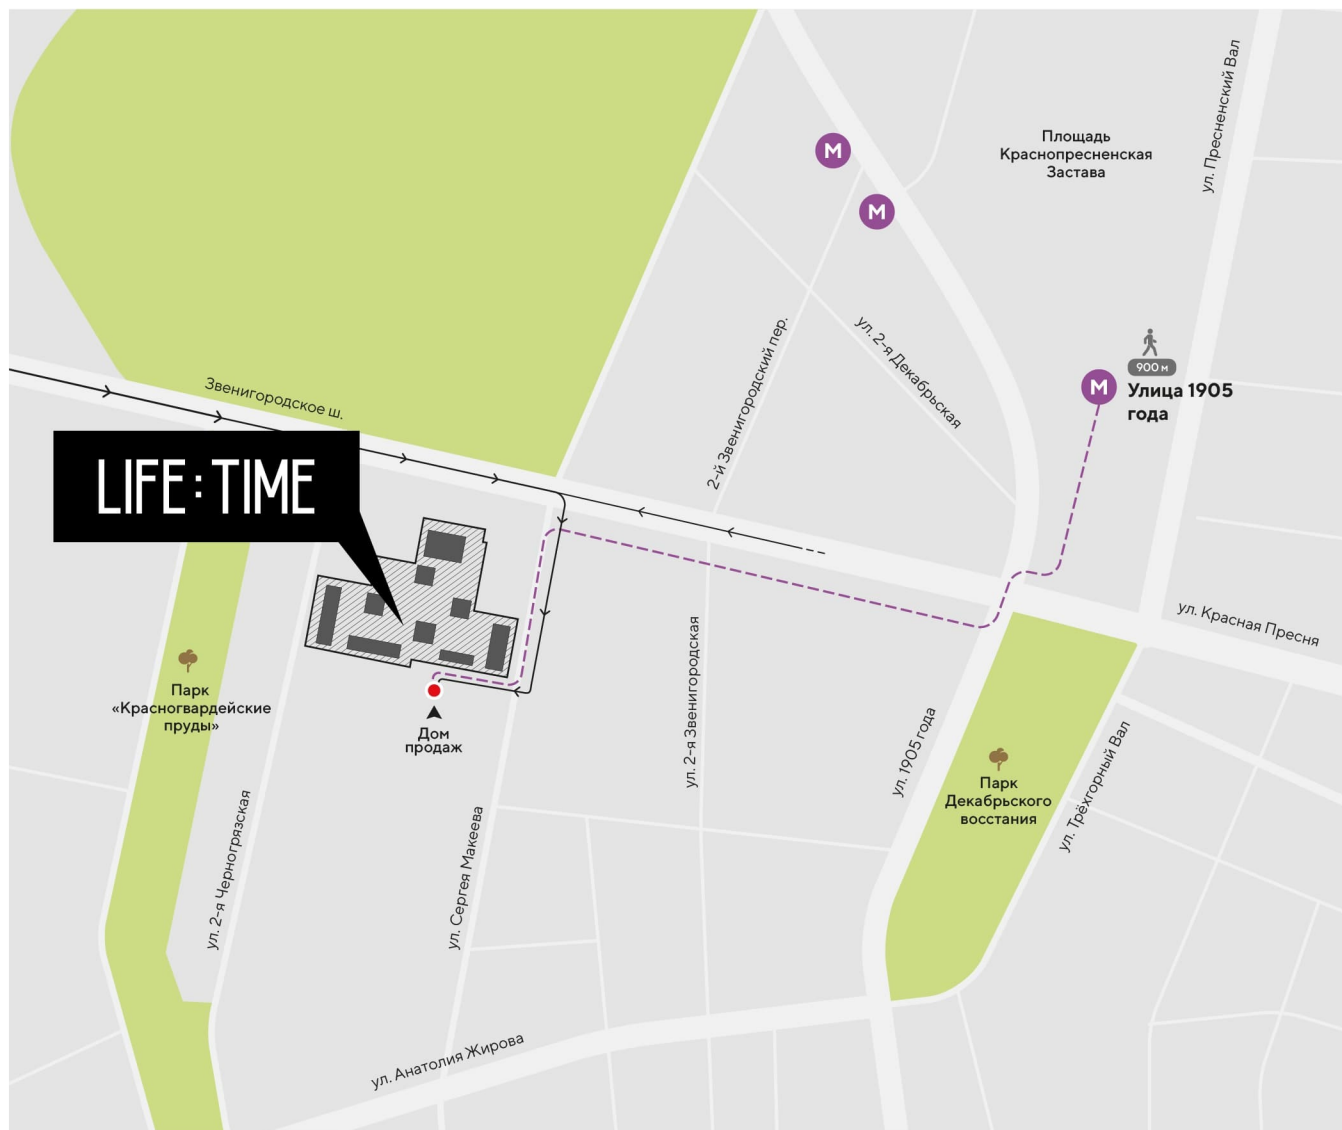 ул. Пресненский Вал
Площадь
Краснопресненская
Застава
М
М
2-й Звенигородский пер.
ул. 2-я Декабрьская
900 м
М
Улица 1905
года
Звенигородское ш.
LIFE:TIME
ул. Красная Пресня
Парк
«Красногвардейские
пруды»
Дом
продаж
ул. 2-я Звенигородская
ул. 1905 года
Парк
Декабрьского
восстания
ул. Трёхгорный Вал
ул. 2-я Черногрязская
ул. Сергея Макеева
ул. Анатолия Жирова